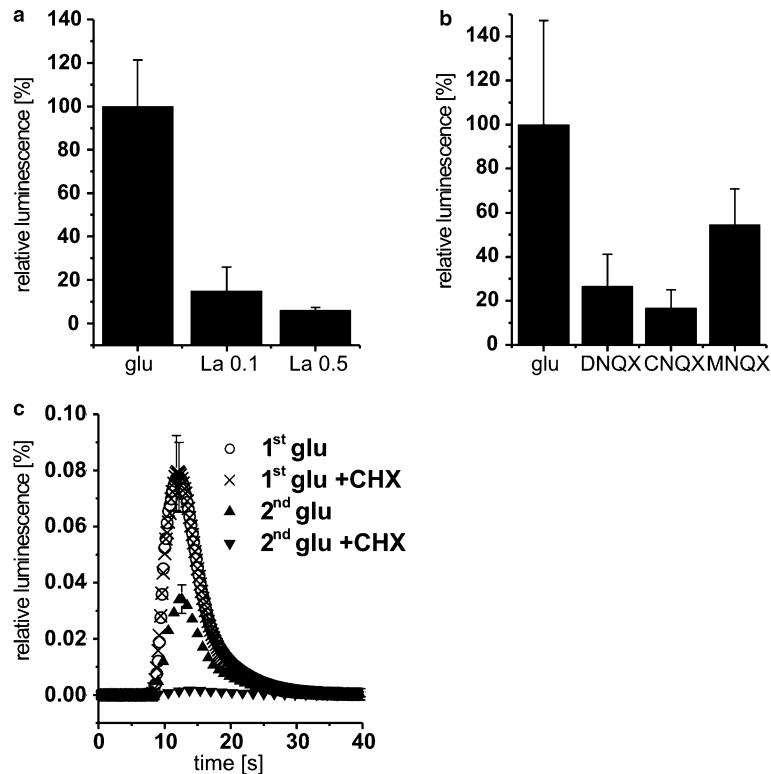 a
relative luminescence [%]
140
120
100
80
60
40
20
0
glu La 0.1 La 0.5
b
relative luminescence [%]
140
120
100
80
60
40
20
0
glu DNQX CNQX MNQX
c
relative luminescence [%]
0.10
0.08
0.06
0.04
0.02
0.00
1st glu
1st glu +CHX
2nd glu
2nd glu +CHX
0 10 20 30 40
time [s]